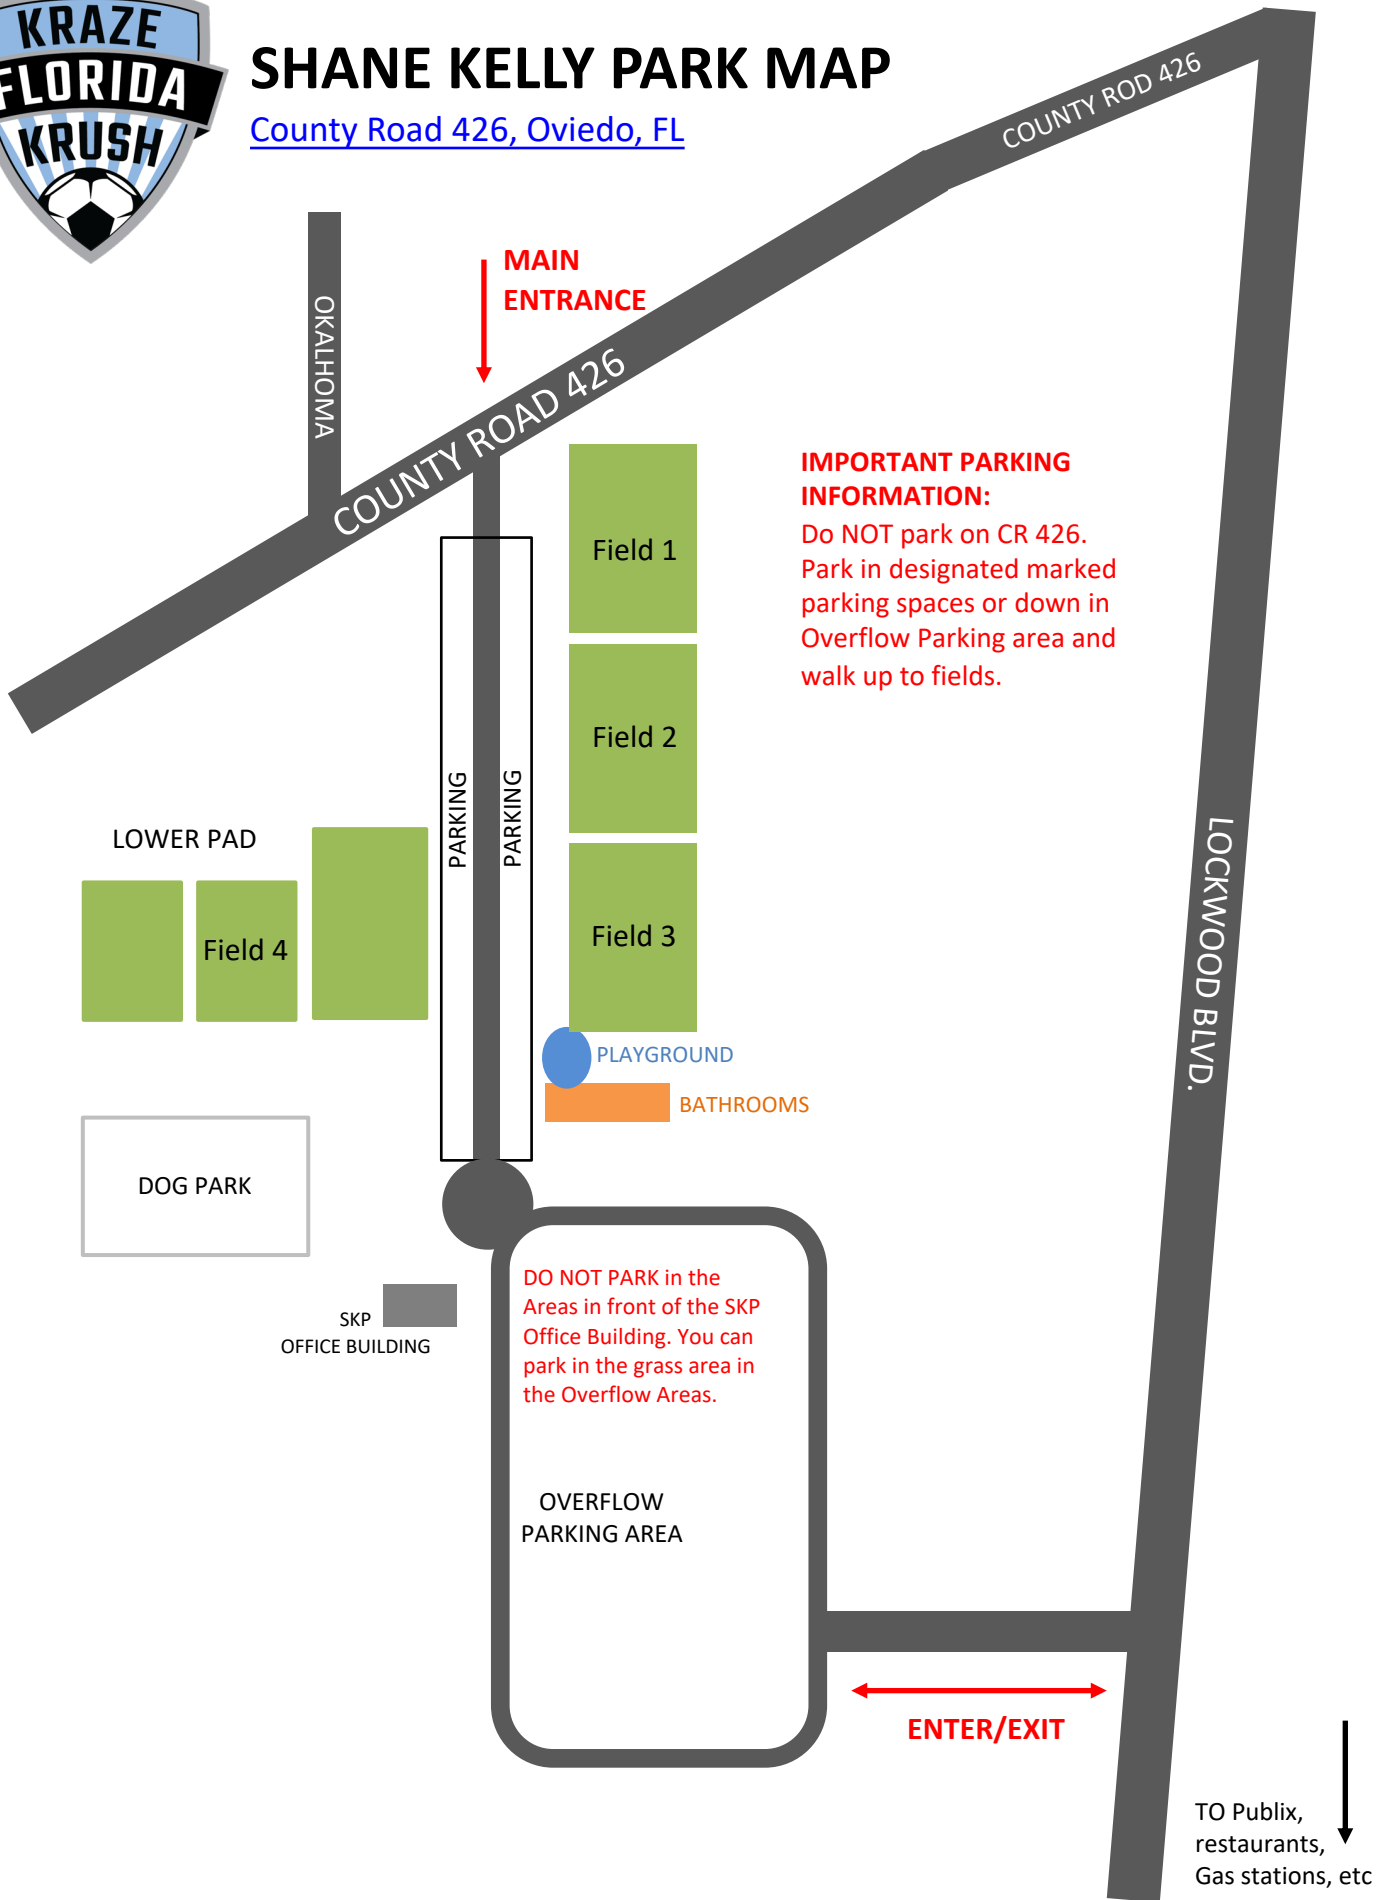 KRAZE
FLORIDA
KRUSH
SHANE KELLY PARK MAP
County Road 426, Oviedo, FL
COUNTY ROD 426
MAIN
ENTRANCE
OKALHOMA
COUNTY ROAD 426
IMPORTANT PARKING
INFORMATION:
Do NOT park on CR 426.
Park in designated marked
parking spaces or down in
Overflow Parking area and
walk up to fields.
Field 1
Field 2
PARKING
PARKING
LOWER PAD
Field 4
Field 3
LOCKWOOD BLVD.
PLAYGROUND
BATHROOMS
DOG PARK
SKP
OFFICE BUILDING
DO NOT PARK in the
Areas in front of the SKP
Office Building. You can
park in the grass area in
the Overflow Areas.
OVERFLOW
PARKING AREA
ENTER/EXIT
TO Publix,
restaurants,
Gas stations, etc